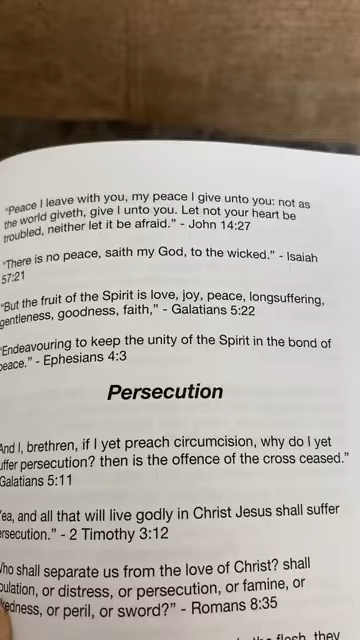 "Peace I leave with you, my peace I give unto you: not as
the world giveth, give I unto you. Let not your heart be
troubled, neither let it be afraid." - John 14:27
"There is no peace, saith my God, to the wicked." - Isaiah
57:21
"But the fruit of the Spirit is love, joy, peace, longsuffering,
gentleness, goodness, faith," - Galatians 5:22
"Endeavouring to keep the unity of the Spirit in the bond of
peace." - Ephesians 4:3
Persecution
And I, brethren, if I yet preach circumcision, why do I yet
suffer persecution? then is the offence of the cross ceased."
Galatians 5:11
Yea, and all that will live godly in Christ Jesus shall suffer
persecution." - 2 Timothy 3:12
Who shall separate us from the love of Christ? shall
tribulation, or distress, or persecution, or famine, or
nakedness, or peril, or sword?" - Romans 8:35
the flesh, they